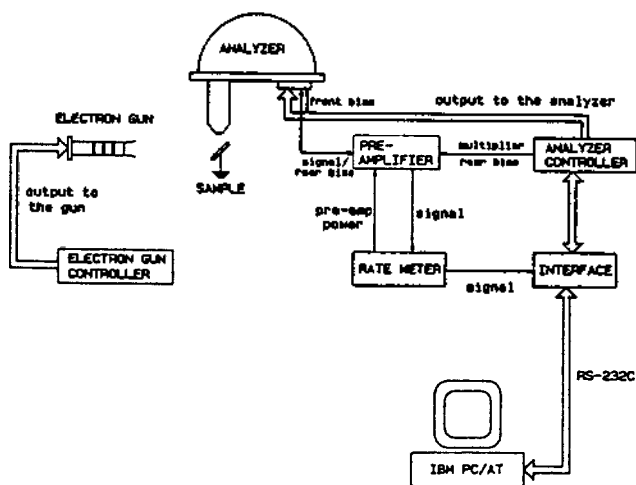 ANALYZER
front bias
output to the analyzer
ELECTRON GUN
PRE-
AMPLIFIER
multiplier
rear bias
ANALYZER
CONTROLLER
signal/
rear bias
SAMPLE
output to
the gun
pre-amp
power
signal
ELECTRON GUN
CONTROLLER
RATE METER
signal
INTERFACE
RS-232C
IBM PC/AT